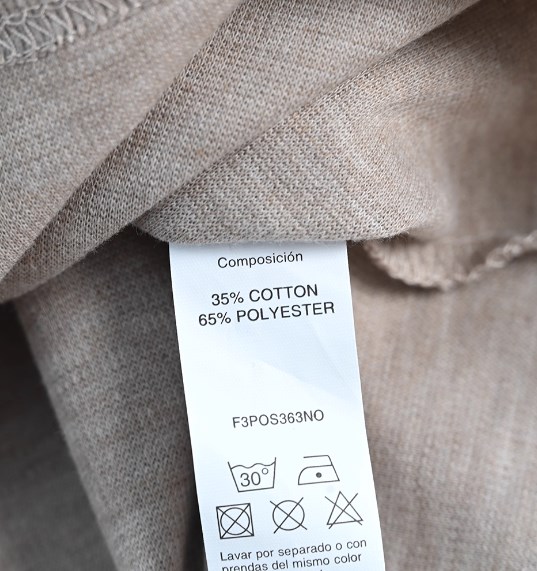 Composición
35% COTTON
65% POLYESTER
F3POS363NO
30°
Lavar por separado o con
prendas del mismo color